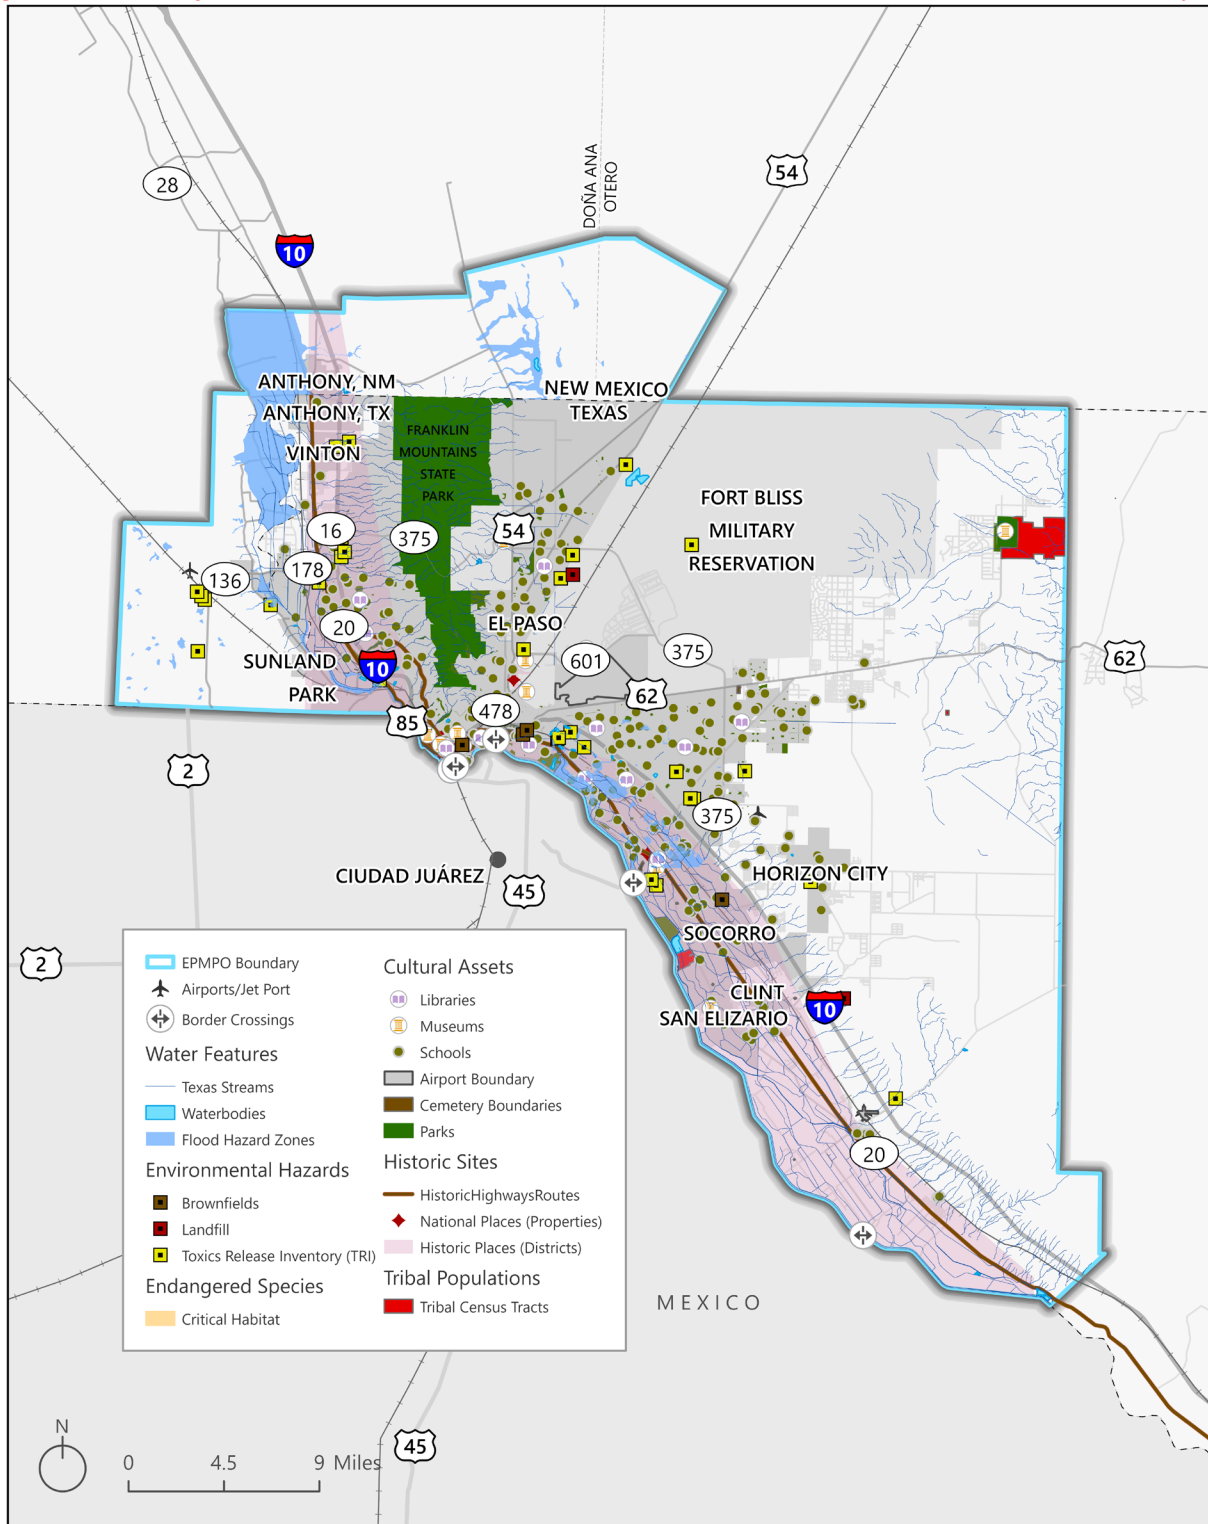 28
10
DOÑA ANA
OTERO
54
ANTHONY, NM
ANTHONY, TX
NEW MEXICO
TEXAS
VINTON
FRANKLIN
MOUNTAINS
STATE
PARK
FORT BLISS
MILITARY
RESERVATION
16
375
54
178
136
20
EL PASO
SUNLAND
PARK
10
601
375
62
62
85
478
2
375
CIUDAD JUÁREZ
45
HORIZON CITY
SOCORRO
2
CLINT
SAN ELIZARIO
10
20
MEXICO
EPMPO Boundary
Airports/Jet Port
Border Crossings
Water Features
Texas Streams
Waterbodies
Flood Hazard Zones
Environmental Hazards
Brownfields
Landfill
Toxics Release Inventory (TRI)
Endangered Species
Critical Habitat
Cultural Assets
Libraries
Museums
Schools
Airport Boundary
Cemetery Boundaries
Parks
Historic Sites
HistoricHighwaysRoutes
National Places (Properties)
Historic Places (Districts)
Tribal Populations
Tribal Census Tracts
N
0 4.5 9 Miles
45